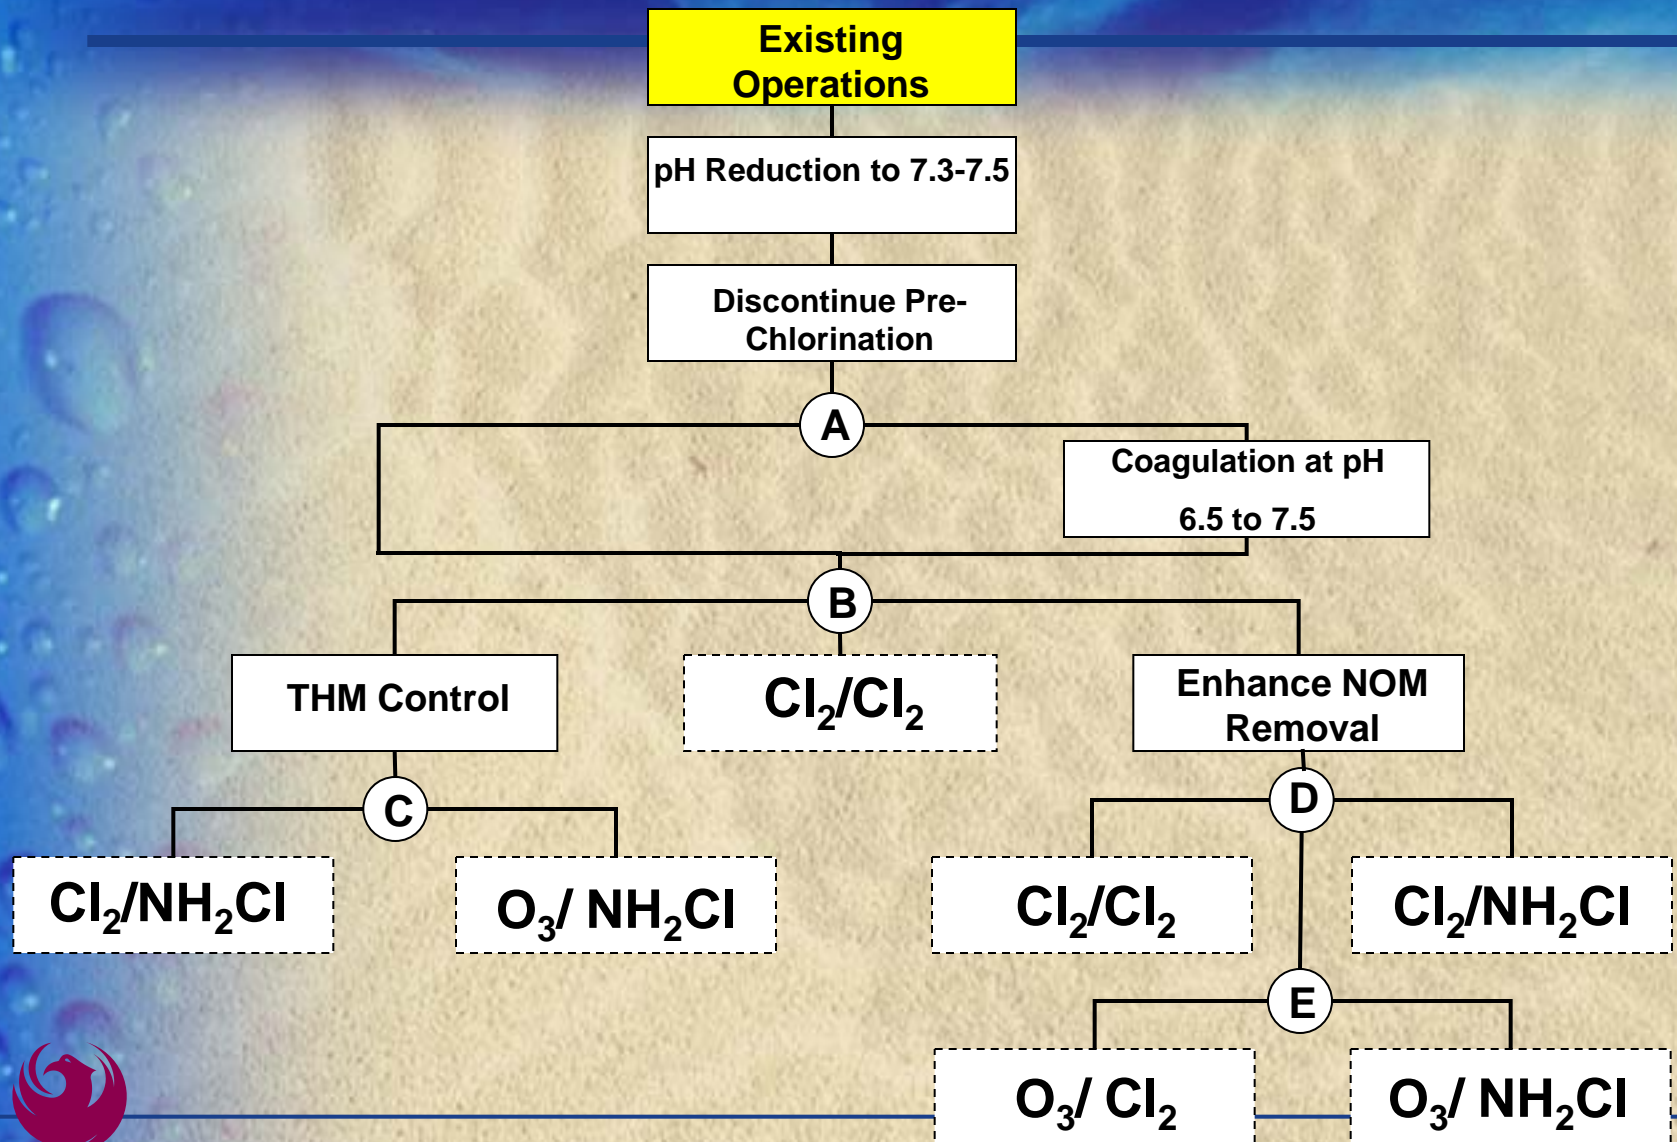 Existing
Operations
pH Reduction to 7.3-7.5
Discontinue Pre-
Chlorination
A
Coagulation at pH
6.5 to 7.5
B
THM Control
Cl₂/Cl₂
Enhance NOM
Removal
C
D
Cl₂/NH₂Cl
O₃/ NH₂Cl
Cl₂/Cl₂
Cl₂/NH₂Cl
E
O₃/ Cl₂
O₃/ NH₂Cl